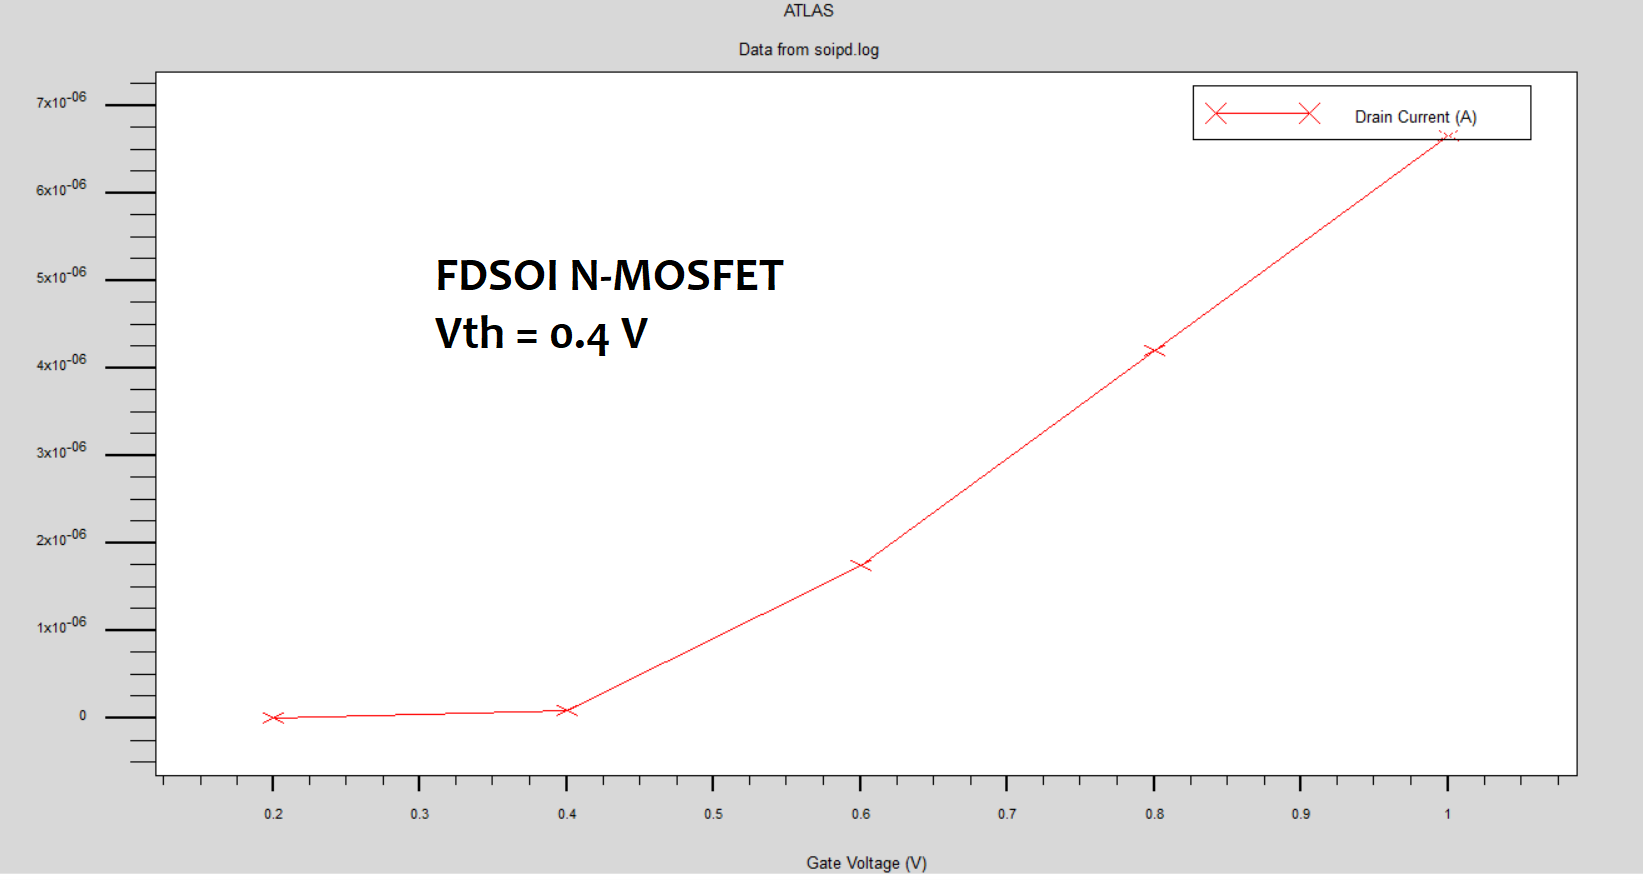 ATLAS
Data from soipd.log
Drain Current (A)
FDSOI N-MOSFET
Vth = 0.4 V
7x10-06
6x10-06
5x10-06
4x10-06
3x10-06
2x10-06
1x10-06
0
0.2 0.3 0.4 0.5 0.6 0.7 0.8 0.9 1
Gate Voltage (V)